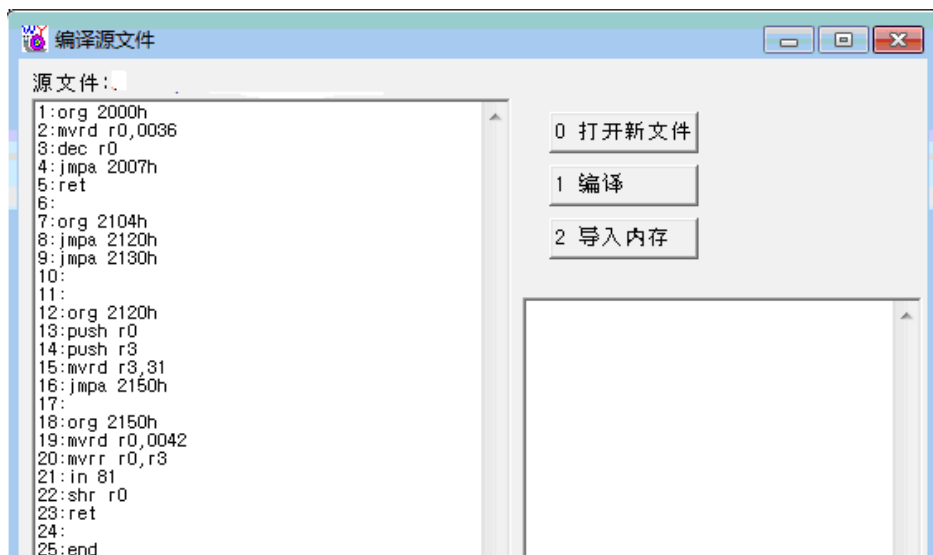 编译源文件
源文件:
1:org 2000h
2:mvrd r0,0036
3:dec r0
4:jmpa 2007h
5:ret
6:
7:org 2104h
8:jmpa 2120h
9:jmpa 2130h
10:
11:
12:org 2120h
13:push r0
14:push r3
15:mvrd r3,31
16:jmpa 2150h
17:
18:org 2150h
19:mvrd r0,0042
20:mvrr r0,r3
21:in 81
22:shr r0
23:ret
24:
25:end
0 打开新文件
1 编译
2 导入内存